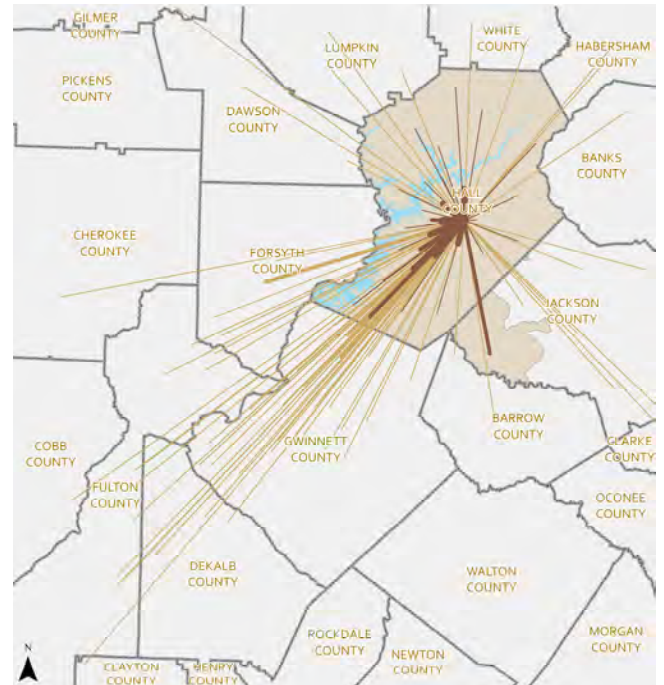 GILMER
COUNTY
WHITE
COUNTY
LUMPKIN
COUNTY
HABERSHAM
COUNTY
PICKENS
COUNTY
DAWSON
COUNTY
BANKS
COUNTY
HALL
COUNTY
CHEROKEE
COUNTY
FORSYTH
COUNTY
JACKSON
COUNTY
BARROW
COUNTY
GWINNETT
COUNTY
COBB
COUNTY
CLARKE
COUNTY
FULTON
COUNTY
OCONEE
COUNTY
DEKALB
COUNTY
WALTON
COUNTY
ROCKDALE
COUNTY
MORGAN
COUNTY
NEWTON
COUNTY
CLAYTON
COUNTY
HENRY
COUNTY
N